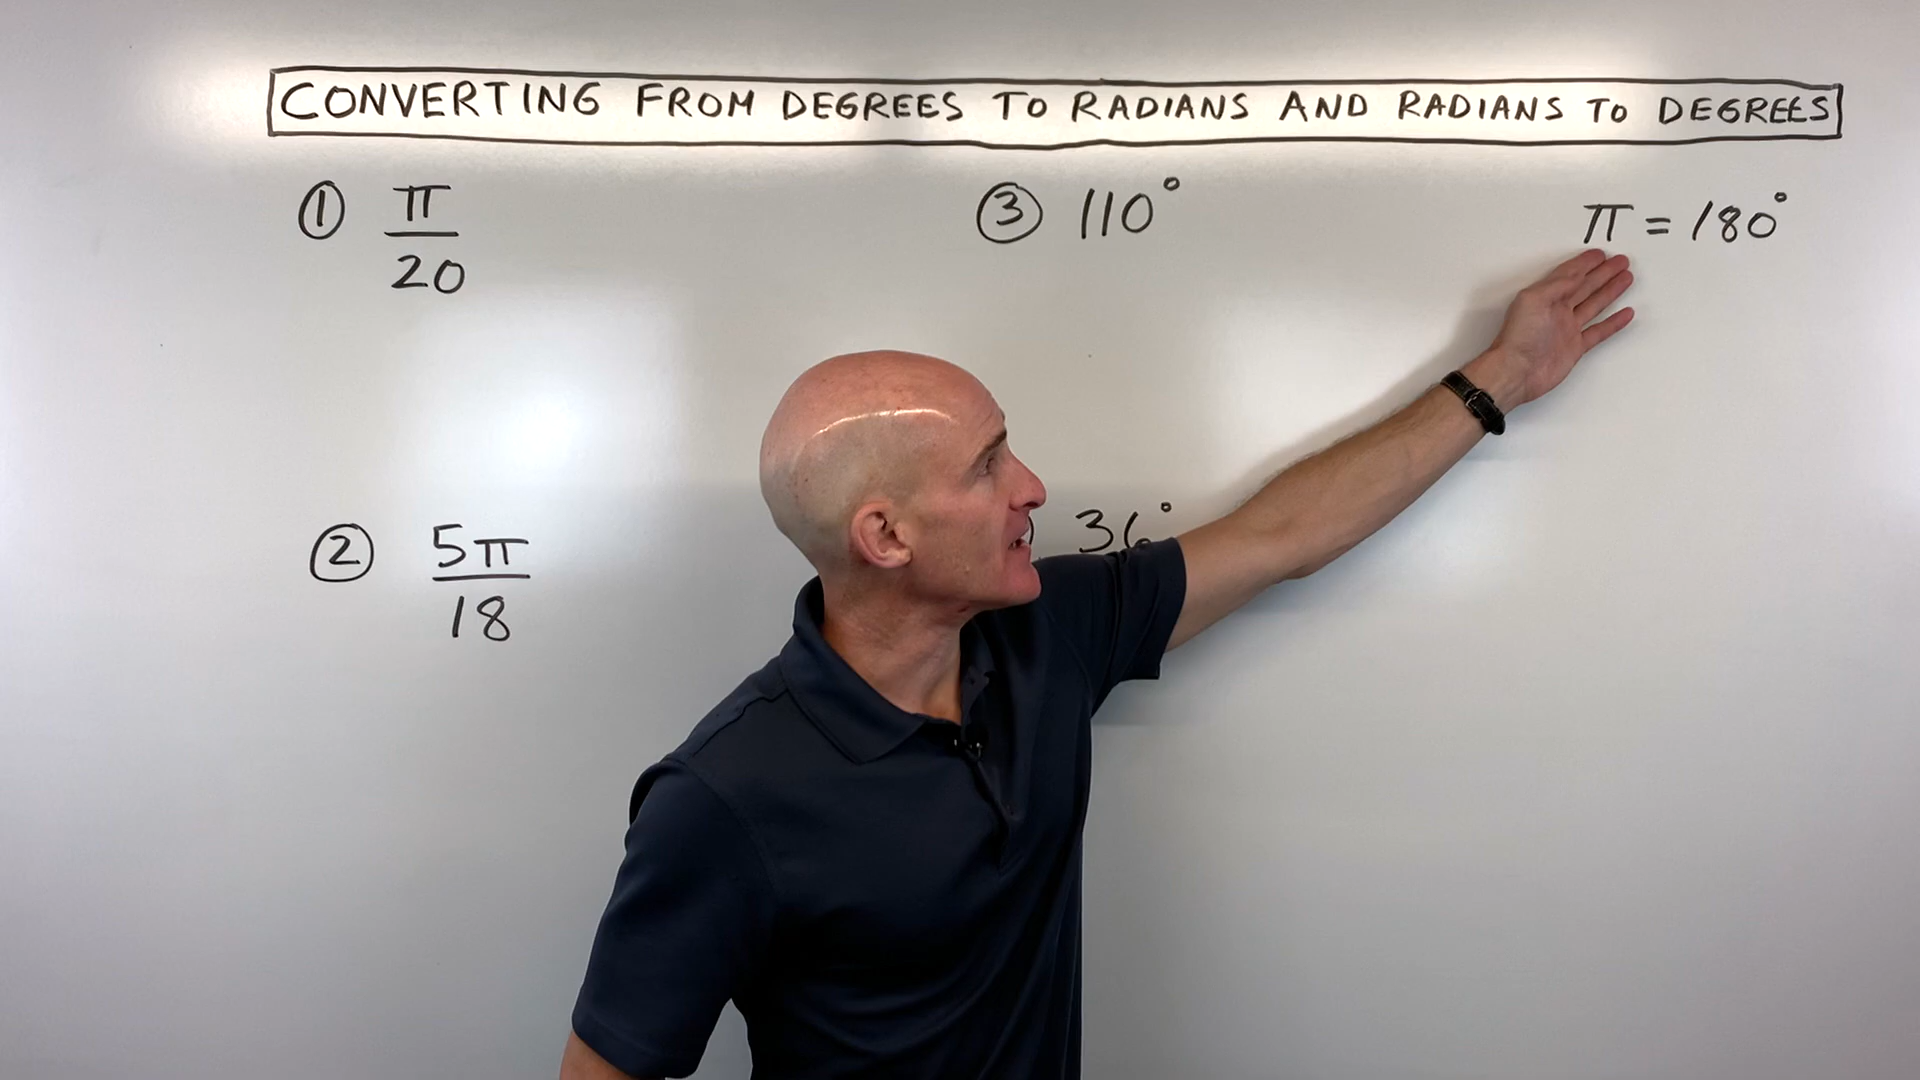 CONVERTING FROM DEGREES TO RADIANS AND RADIANS TO DEGREES
① π/20
③ 110°
π = 180°
② 5π/18
36°